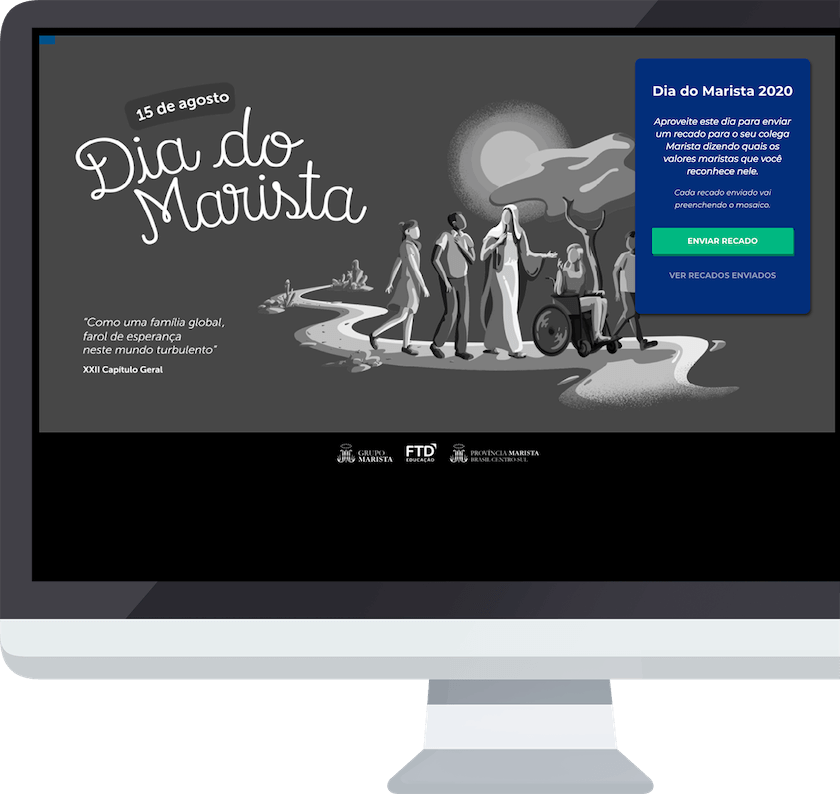 15 de agosto
Dia do
Marista
“Como uma família global,
farol de esperança
neste mundo turbulento”
XXII Capítulo Geral
Dia do Marista 2020
Aproveite este dia para enviar
um recado para o seu colega
Marista dizendo quais os
valores maristas que você
reconhece nele.
Cada recado enviado vai
preenchendo o mosaico.
ENVIAR RECADO
VER RECADOS ENVIADOS
GRUPO
MARISTA
FTD
EDUCAÇÃO
PROVÍNCIA MARISTA
BRASIL CENTRO-SUL